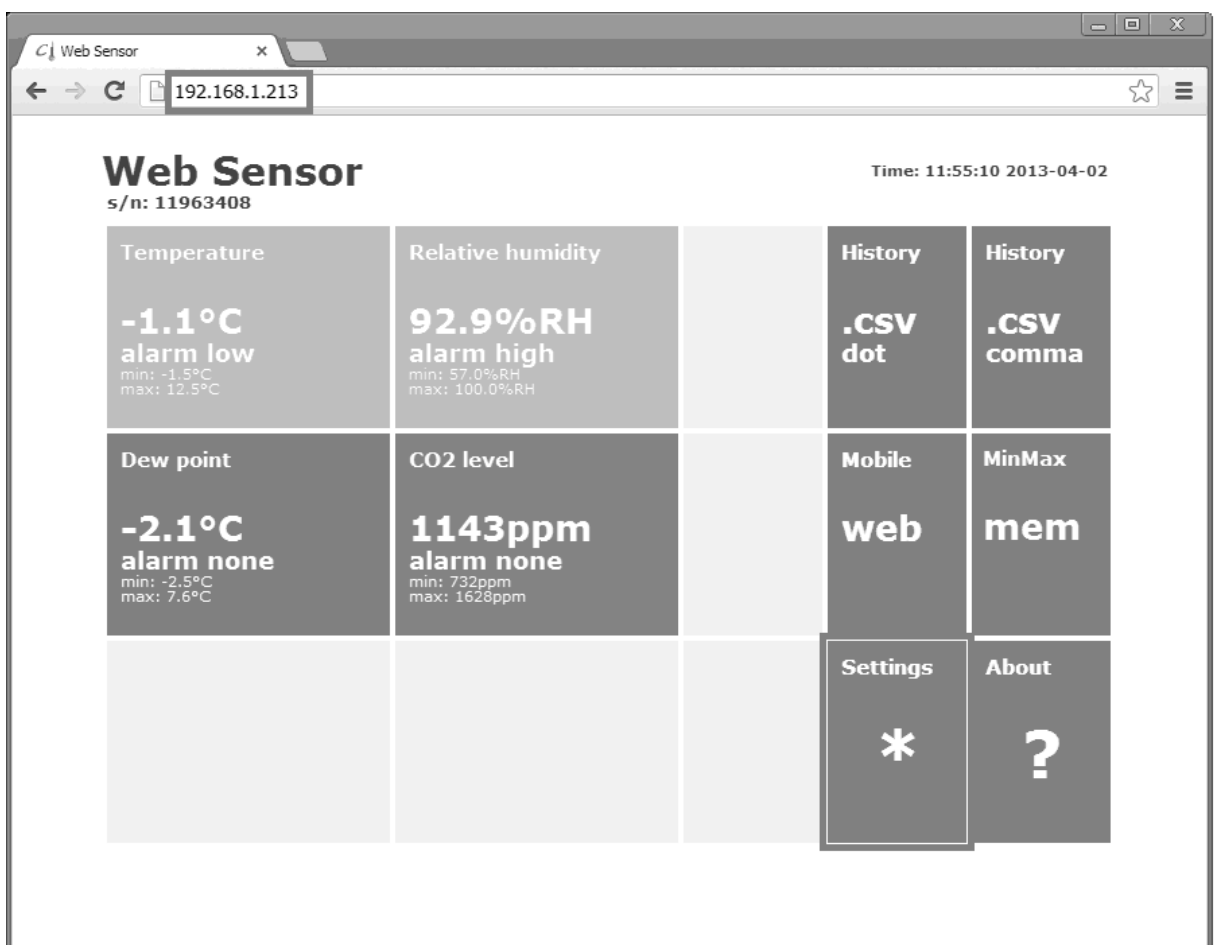 Web Sensor
192.168.1.213
Web Sensor
s/n: 11963408
Time: 11:55:10 2013-04-02
Temperature
-1.1°C
alarm low
min: -1.5°C
max: 12.5°C
Relative humidity
92.9%RH
alarm high
min: 57.0%RH
max: 100.0%RH
History
.csv
dot
History
.csv
comma
Dew point
-2.1°C
alarm none
min: -2.5°C
max: 7.6°C
CO2 level
1143ppm
alarm none
min: 732ppm
max: 1628ppm
Mobile
web
MinMax
mem
Settings
*
About
?